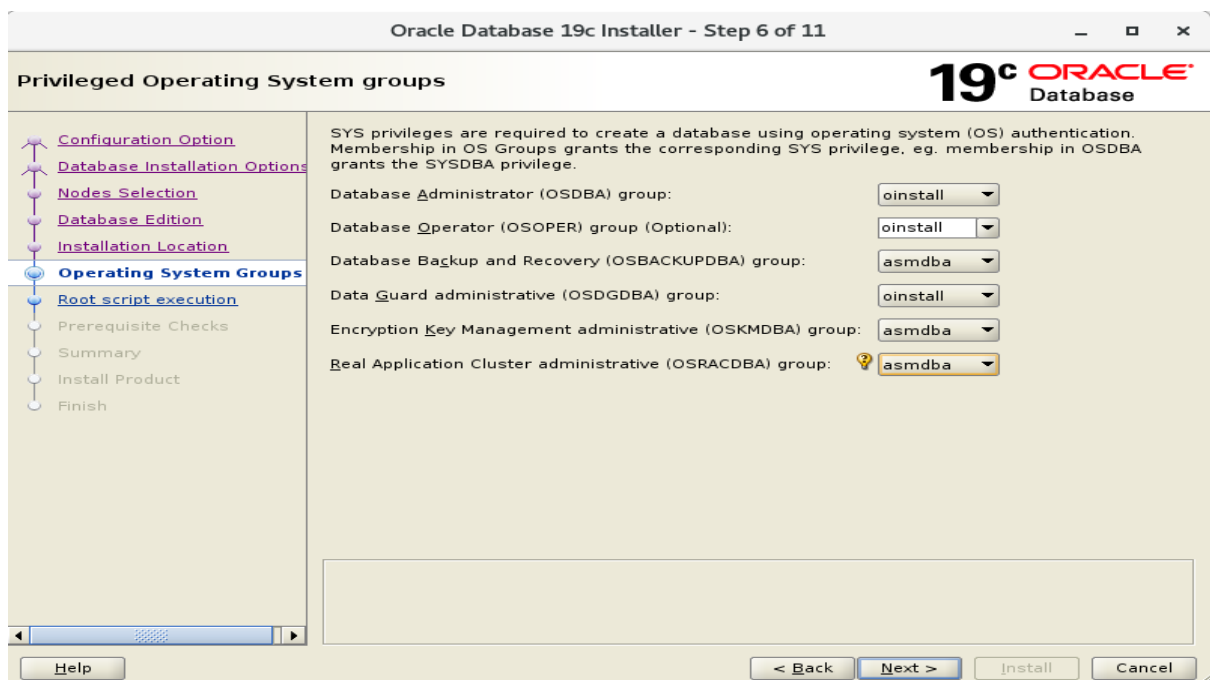 Oracle Database 19c Installer - Step 6 of 11
Privileged Operating System groups
19c ORACLE
Database
Configuration Option
Database Installation Options
Nodes Selection
Database Edition
Installation Location
Operating System Groups
Root script execution
Prerequisite Checks
Summary
Install Product
Finish
SYS privileges are required to create a database using operating system (OS) authentication.
Membership in OS Groups grants the corresponding SYS privilege, eg. membership in OSDBA
grants the SYSDBA privilege.
Database Administrator (OSDBA) group: oinstall
Database Operator (OSOPER) group (Optional): oinstall
Database Backup and Recovery (OSBACKUPDBA) group: asmdba
Data Guard administrative (OSDGDBA) group: oinstall
Encryption Key Management administrative (OSKMDBA) group: asmdba
Real Application Cluster administrative (OSRACDBA) group: asmdba
Help < Back Next > Install Cancel